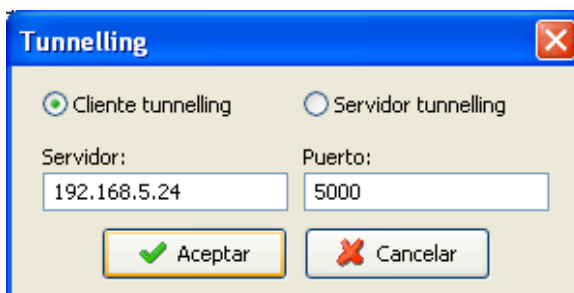 Tunnelling
Cliente tunnelling Servidor tunnelling
Servidor: Puerto:
192.168.5.24 5000
Aceptar Cancelar